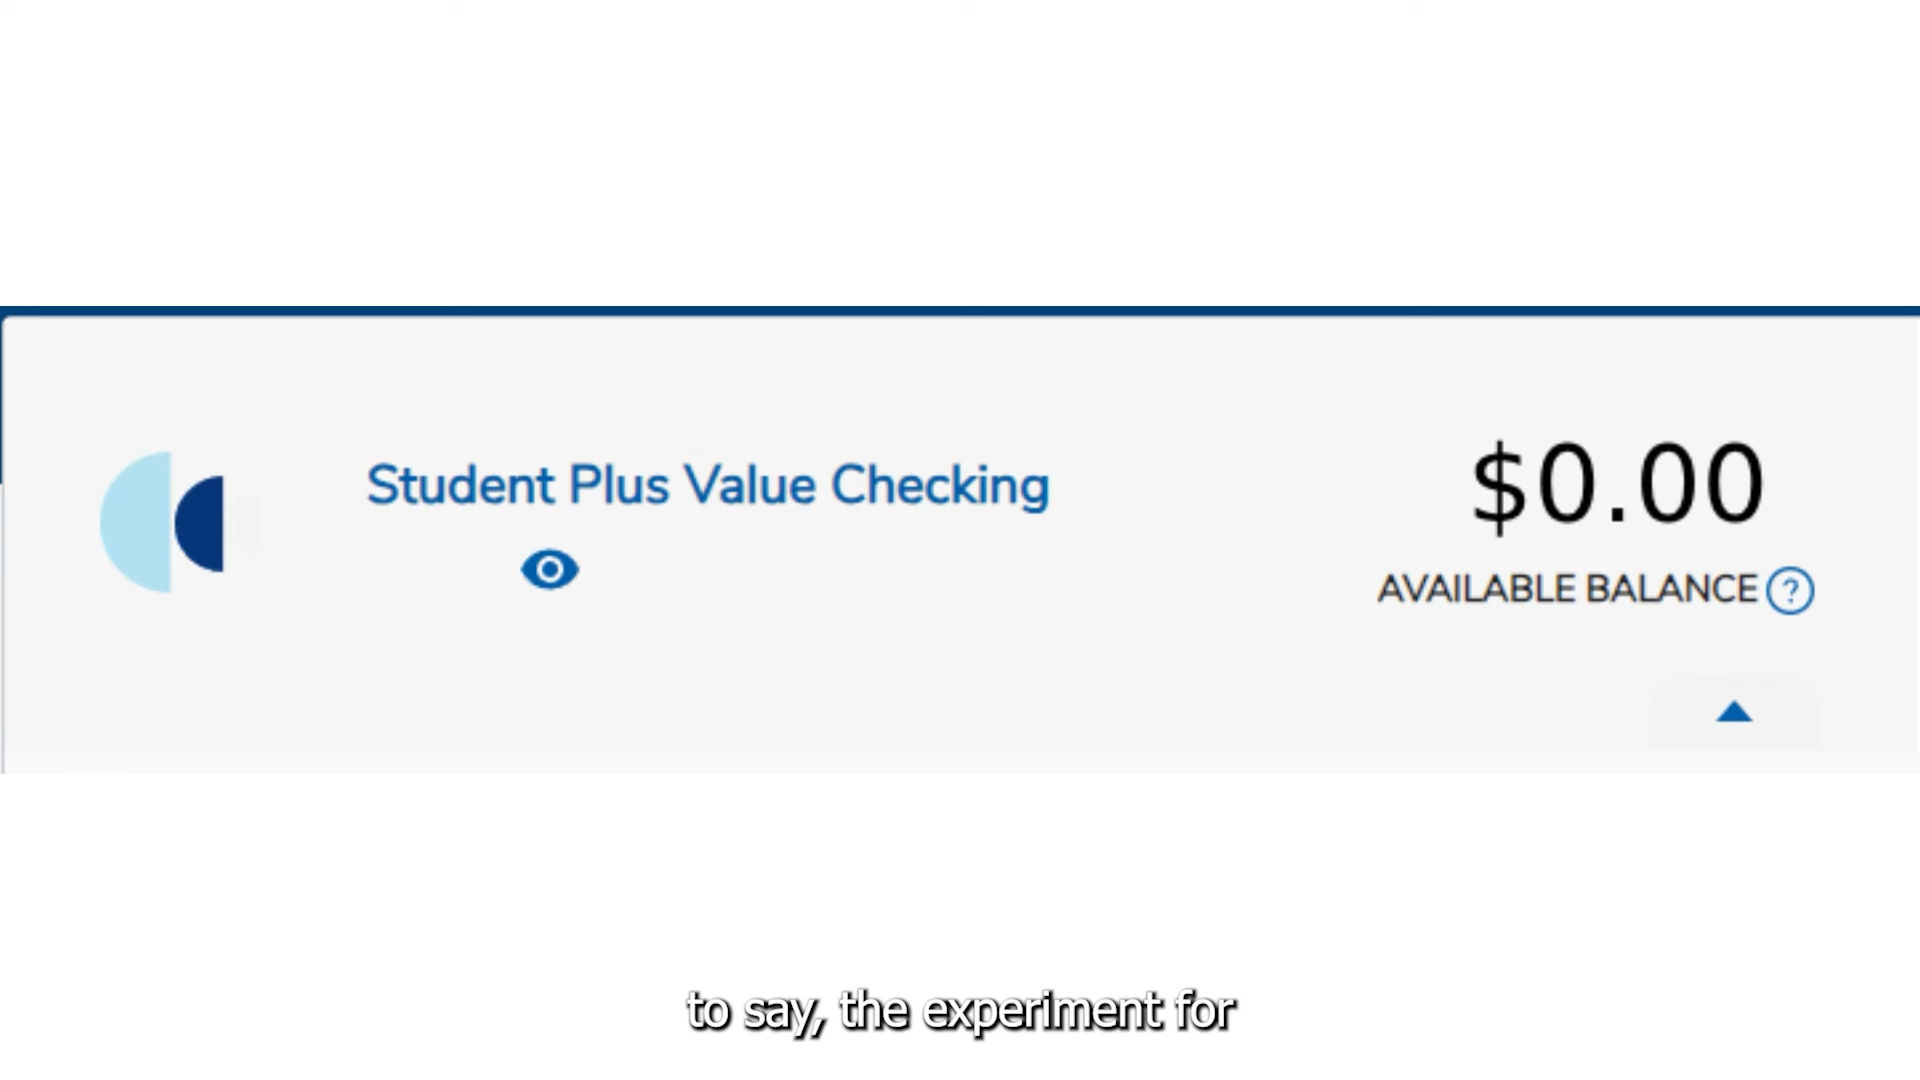 Student Plus Value Checking
$0.00
AVAILABLE BALANCE ?
to say, the experiment for